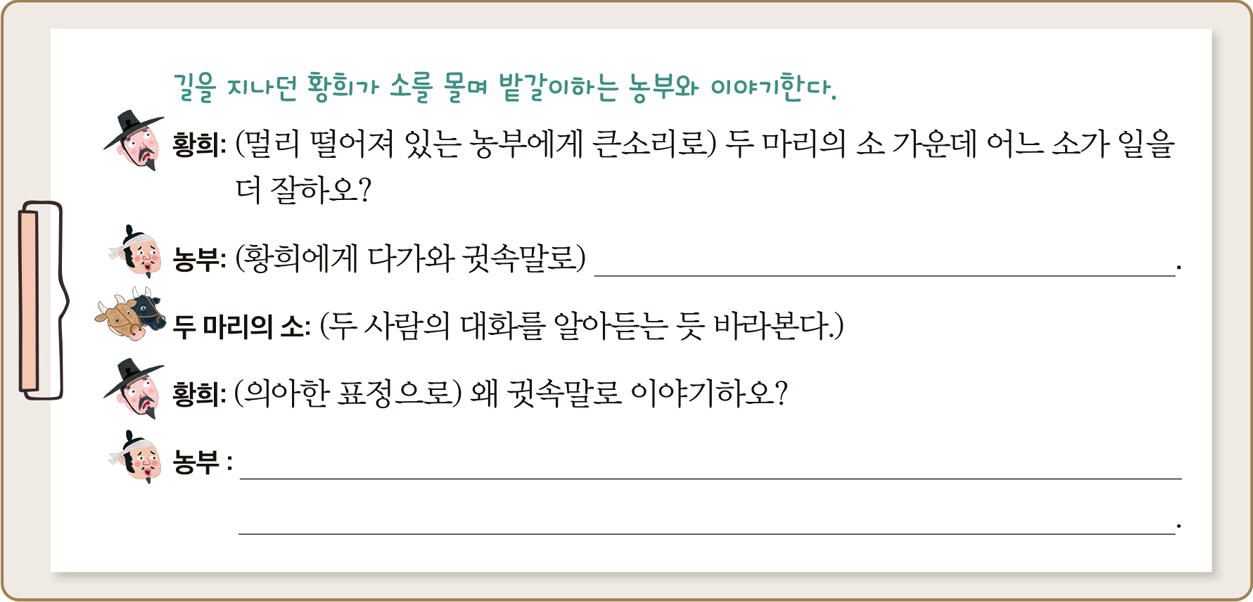 길을 지나던 황희가 소를 몰며 밭갈이하는 농부와 이야기한다.
황희: (멀리 떨어져 있는 농부에게 큰소리로) 두 마리의 소 가운데 어느 소가 일을
더 잘하오?
농부: (황희에게 다가와 귓속말로) .
두 마리의 소: (두 사람의 대화를 알아듣는 듯 바라본다.)
황희: (의아한 표정으로) 왜 귓속말로 이야기하오?
농부 :
.